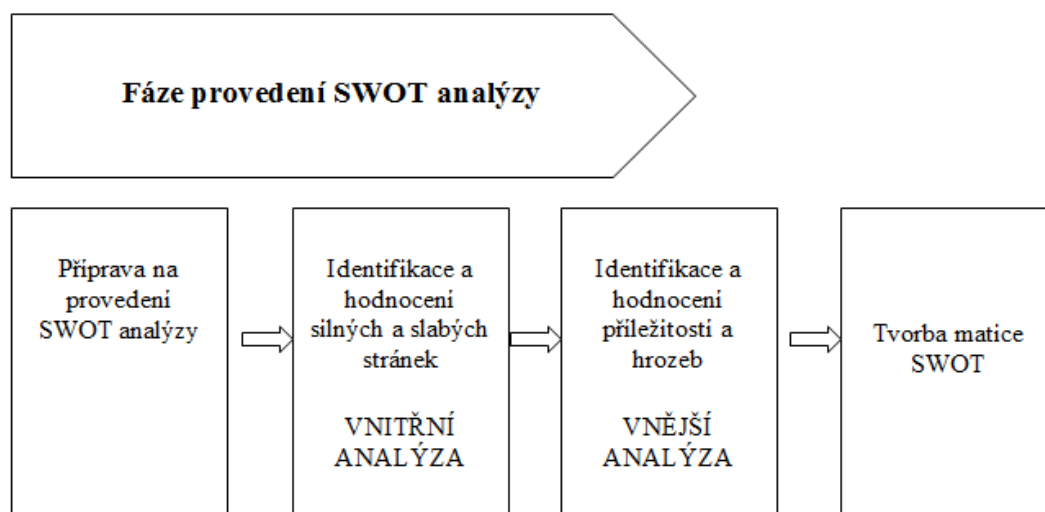 Fáze provedení SWOT analýzy
Příprava na
provedení
SWOT analýzy
Identifikace a
hodnocení
silných a slabých
stránek
VNITŘNÍ
ANALÝZA
Identifikace a
hodnocení
příležitostí a
hrozeb
VNĚJŠÍ
ANALÝZA
Tvorba matice
SWOT